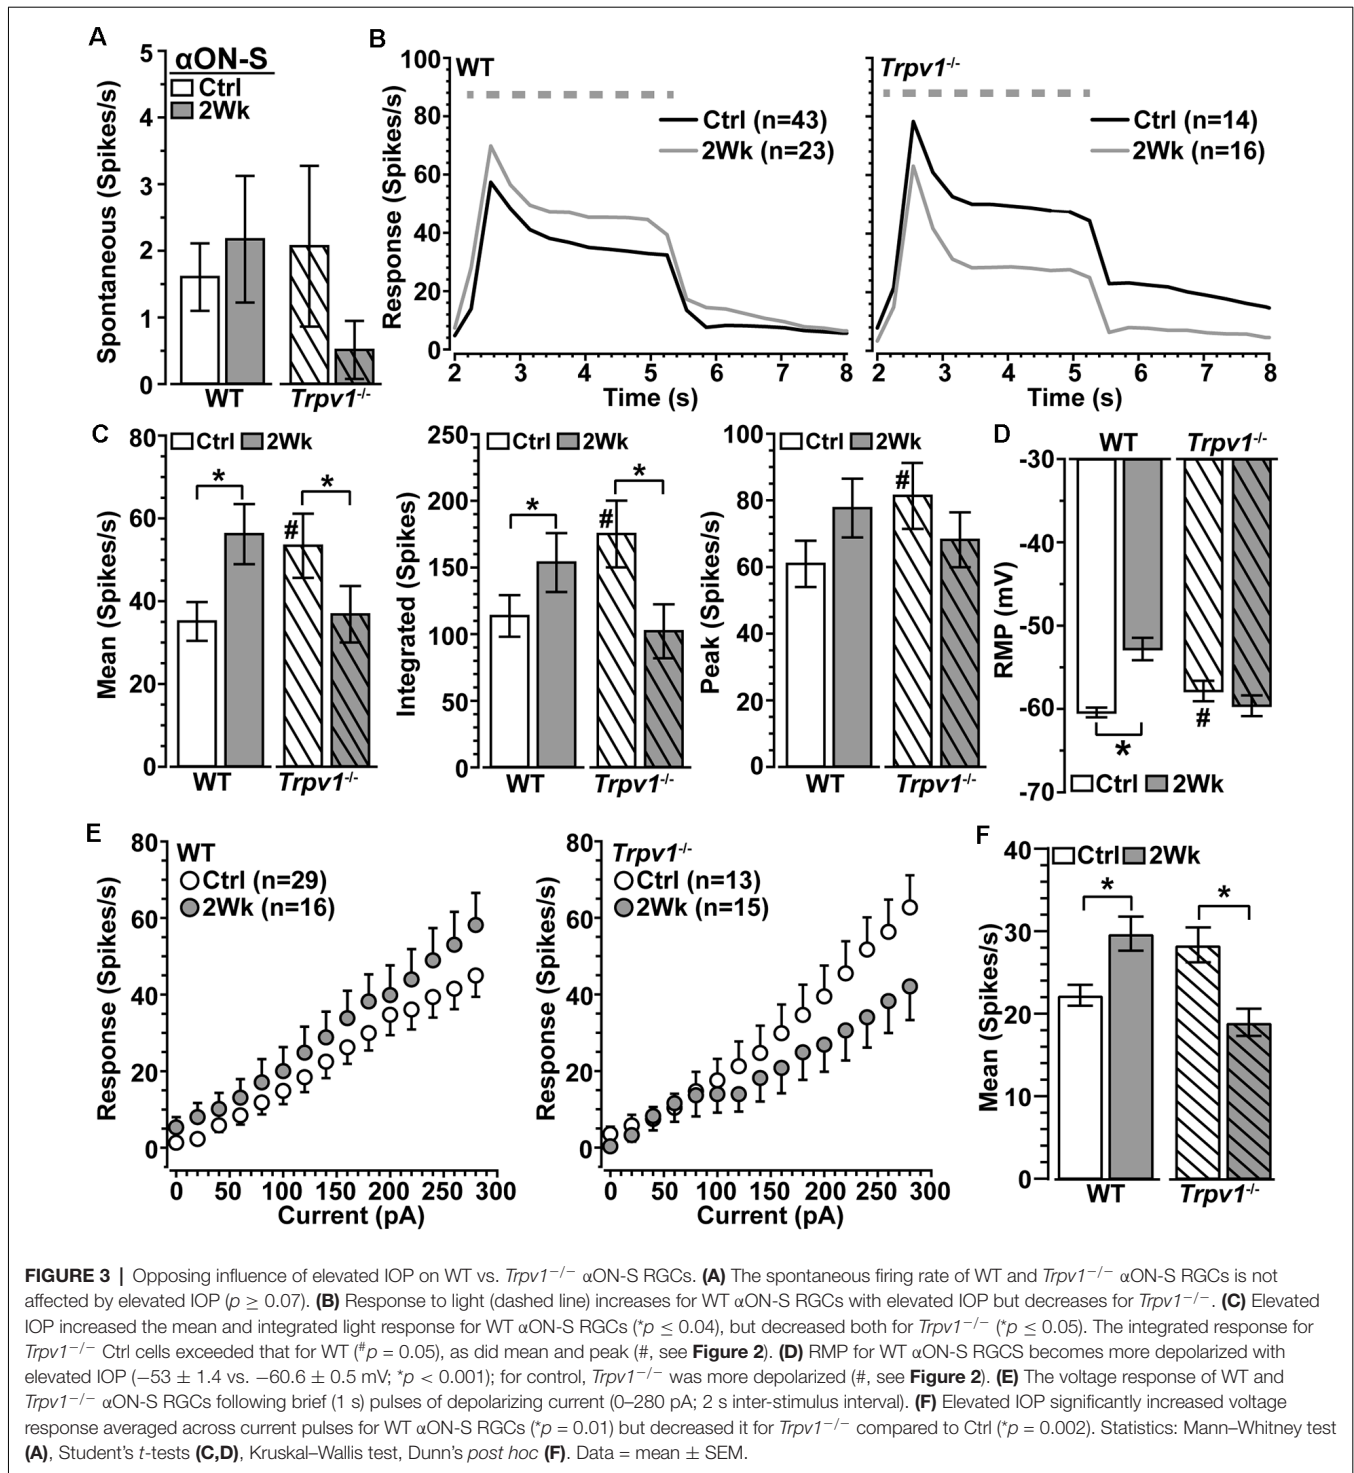 A
αON-S
Ctrl
2Wk
Spontaneous (Spikes/s)
5
4
3
2
1
0
WT
Trpv1-/-
B
WT
Ctrl (n=43)
2Wk (n=23)
Response (Spikes/s)
100
80
60
40
20
0
2 3 4 5 6 7 8
Time (s)
Trpv1-/-
Ctrl (n=14)
2Wk (n=16)
2 3 4 5 6 7 8
Time (s)
C
Ctrl 2Wk
Mean (Spikes/s)
80
60
40
20
0
* *
#
WT Trpv1-/-
Ctrl 2Wk
Integrated (Spikes)
250
200
150
100
50
0
* *
#
WT Trpv1-/-
Ctrl 2Wk
Peak (Spikes/s)
100
80
60
40
20
0
#
WT Trpv1-/-
D
WT Trpv1-/-
RMP (mV)
-30
-40
-50
-60
-70
*
#
Ctrl 2Wk
E
WT
Ctrl (n=29)
2Wk (n=16)
Response (Spikes/s)
80
60
40
20
0
0 50 100 150 200 250 300
Current (pA)
Trpv1-/-
Ctrl (n=13)
2Wk (n=15)
Response (Spikes/s)
80
60
40
20
0
0 50 100 150 200 250 300
Current (pA)
F
Ctrl 2Wk
Mean (Spikes/s)
40
30
20
10
0
* *
WT Trpv1-/-
FIGURE 3 | Opposing influence of elevated IOP on WT vs. Trpv1−/− αON-S RGCs. (A) The spontaneous firing rate of WT and Trpv1−/− αON-S RGCs is not
affected by elevated IOP (p ≥ 0.07). (B) Response to light (dashed line) increases for WT αON-S RGCs with elevated IOP but decreases for Trpv1−/−. (C) Elevated
IOP increased the mean and integrated light response for WT αON-S RGCs (*p ≤ 0.04), but decreased both for Trpv1−/− (*p ≤ 0.05). The integrated response for
Trpv1−/− Ctrl cells exceeded that for WT (#p = 0.05), as did mean and peak (#, see Figure 2). (D) RMP for WT αON-S RGCS becomes more depolarized with
elevated IOP (−53 ± 1.4 vs. −60.6 ± 0.5 mV; *p < 0.001); for control, Trpv1−/− was more depolarized (#, see Figure 2). (E) The voltage response of WT and
Trpv1−/− αON-S RGCs following brief (1 s) pulses of depolarizing current (0–280 pA; 2 s inter-stimulus interval). (F) Elevated IOP significantly increased voltage
response averaged across current pulses for WT αON-S RGCs (*p = 0.01) but decreased it for Trpv1−/− compared to Ctrl (*p = 0.002). Statistics: Mann–Whitney test
(A), Student's t-tests (C,D), Kruskal–Wallis test, Dunn's post hoc (F). Data = mean ± SEM.